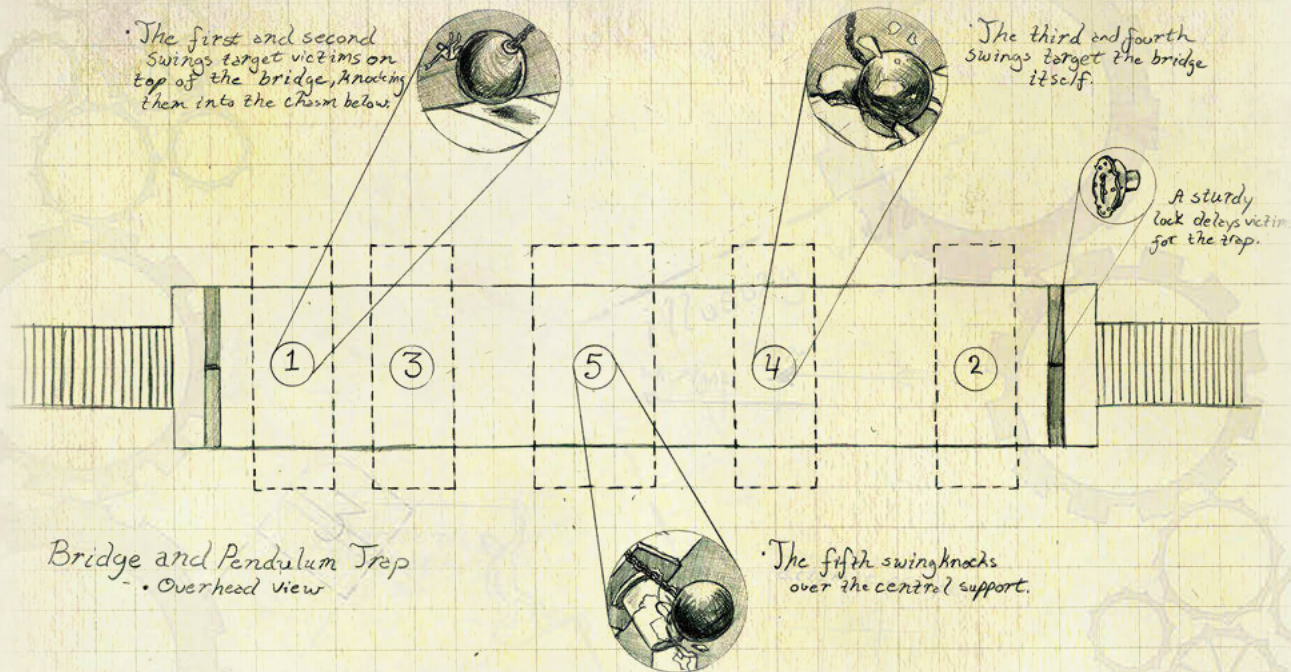 · The first and second
swings target victims on
top of the bridge, knocking
them into the chasm below.
· The third and fourth
swings target the bridge
itself.
A sturdy
lock delays victi
for the trap.
1
3
5
4
2
Bridge and Pendulum Trap
· Overhead view
· The fifth swing knocks
over the central support.